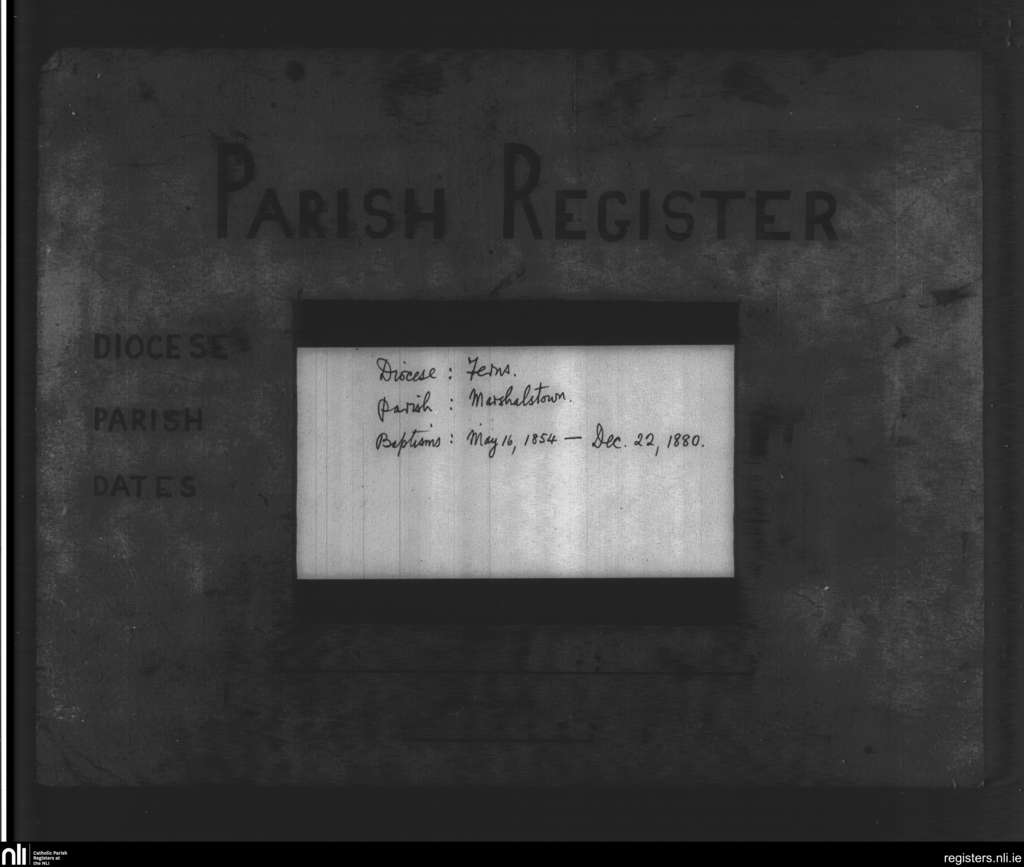 PARISH REGISTER
DIOCESE
PARISH
DATES
Diocese : Ferns.
Parish : Marshalstown.
Baptisms : May 16, 1854 — Dec. 22, 1880.
nli
Catholic Parish
Registers at
the NLI
registers.nli.ie